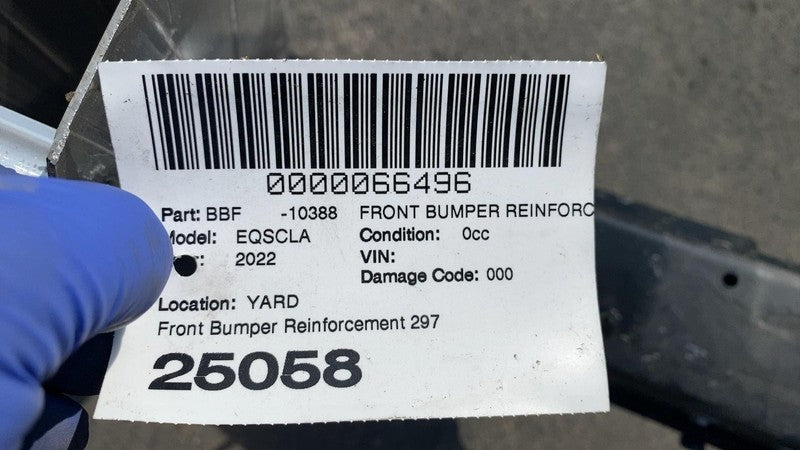 0000066496
Part: BBF -10388 FRONT BUMPER REINFORC
Model: EQSCLA Condition: 0cc
2022 VIN:
Damage Code: 000
Location: YARD
Front Bumper Reinforcement 297
25058